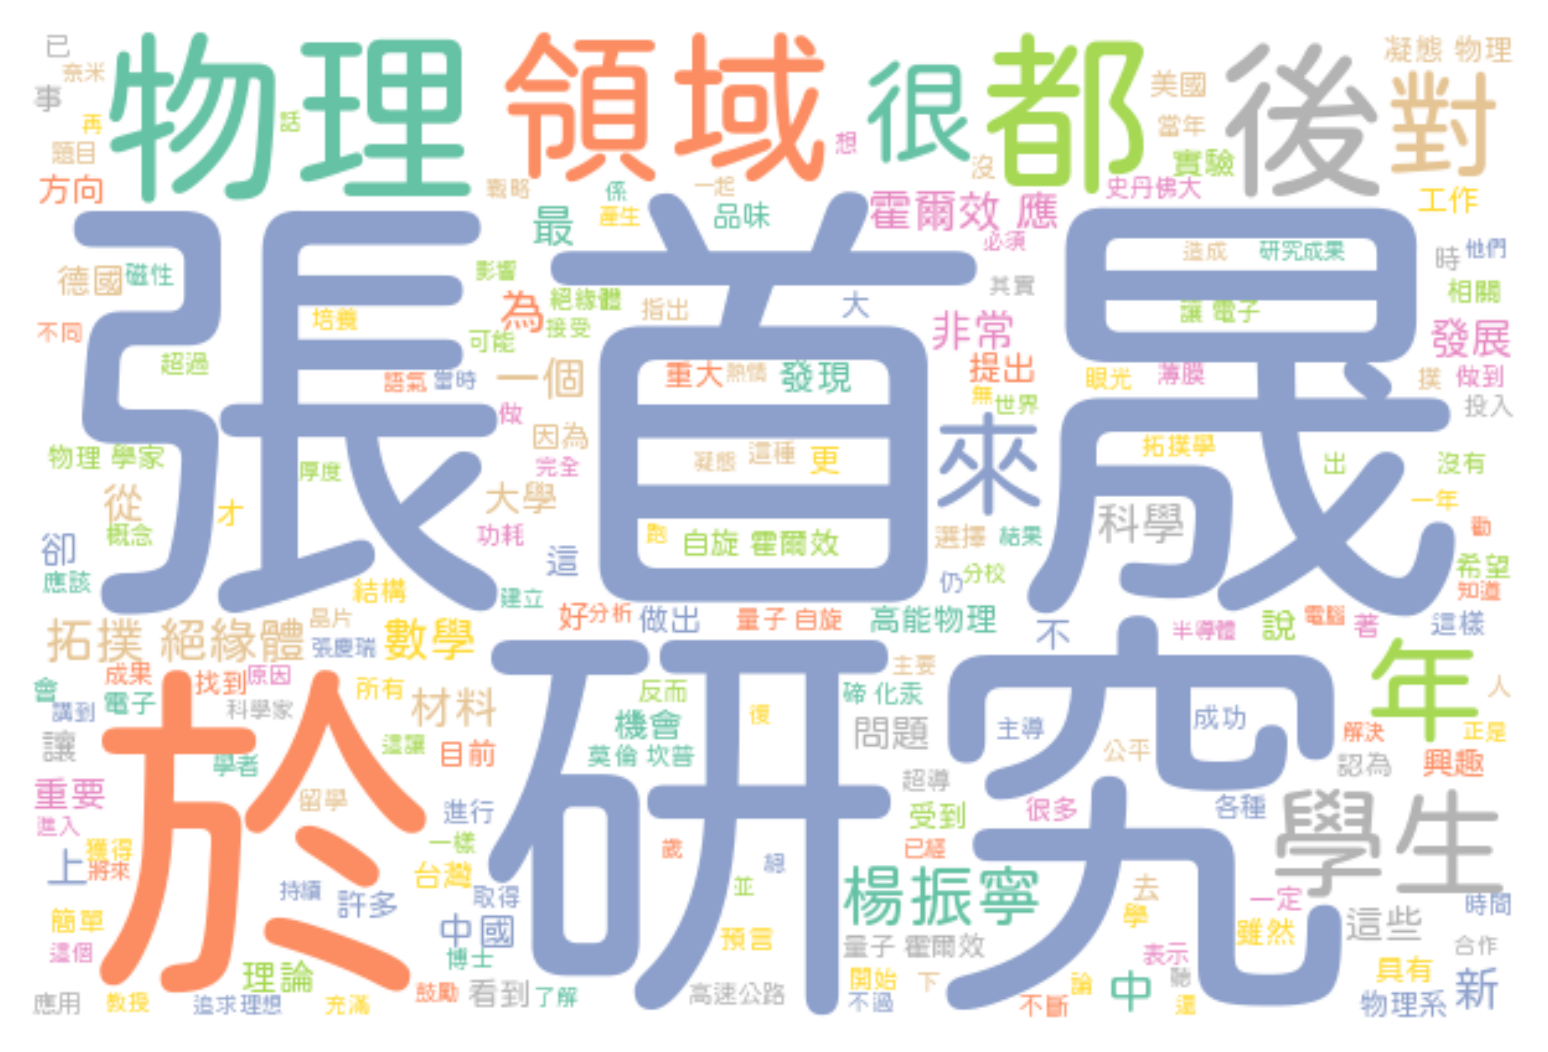 已
奈米
事
再
題目
方向
物理
話
領域
戰略
係
產生
一起
想
很
都
沒
後
美國
當年
實驗
史丹佛大
凝態 物理
對
工作
張首晟
最
品味
霍爾效 應
必須
德國
磁性
影響
為
絕緣體
接受
指出
大
其實
非常
造成
研究成果
讓 電子
時
他們
相關
發展
不同
培養
超過
可能
語氣
當時
一個
重大
熱情
發現
提出
無
世界
眼光
薄膜
撲
做到
投入
做
因為
完全
凝態
這種
更
來
拓撲學
出
沒有
物理 學家
厚度
從
才
概念
大學
功耗
跑
自旋 霍爾效
選擇
結果
科學
一年
勸
卻
應該
這
仍
分校
希望
知道
結構
建立
好
分析
做出
量子 自旋
高能物理
不
半導體
說
電腦
著
這樣
拓撲 絕緣體
晶片
張慶瑞
數學
研究
主要
年
人
成果
找到
原因
會
電子
講到
科學家
所有
材料
反而
機會
復
碲 化汞
問題
主導
成功
解決
正是
讓
於
學者
這讓
目前
莫倫 坎普
公平
認為
興趣
重要
進入
留學
進行
超導
受到
很多
各種
學生
獲得
將來
上
一樣
台灣
歲
總
已經
並
持續
許多
取得
楊振寧
去
學
一定
時間
簡單
這個
中國
博士
預言
量子 霍爾效
雖然
這些
合作
表示
理論
鼓勵
看到
了解
高速公路
開始
不過
下
不斷
論
中
聽
還
具有
物理系
新
應用
教授
追求理想
充滿